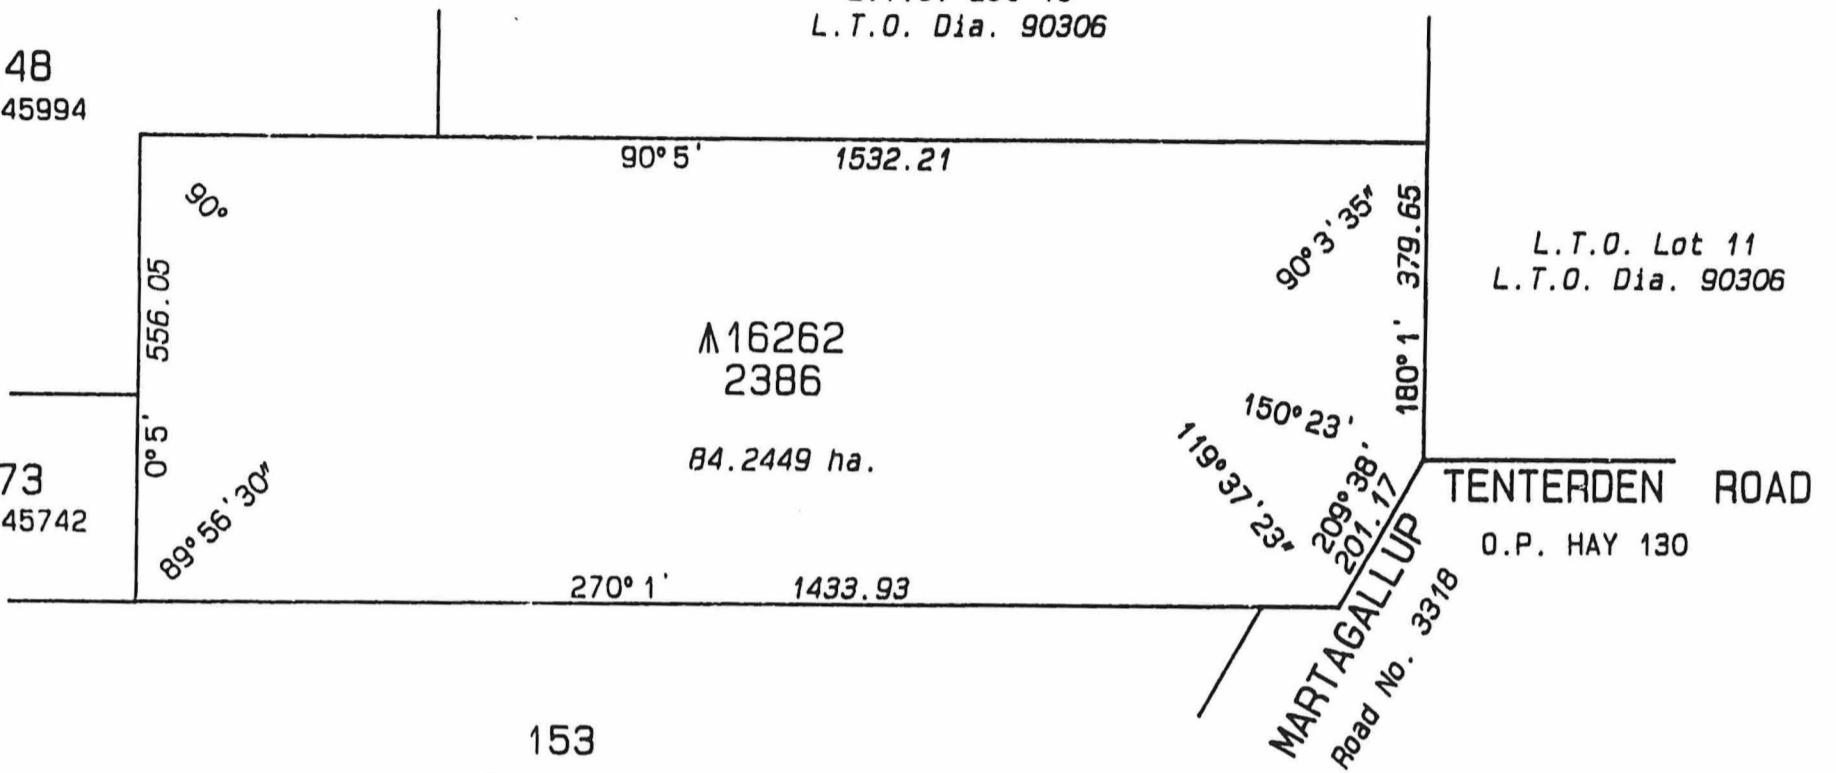 L.T.O. Dia. 90306
48
45994
90°5' 1532.21
90°
90°3'35"
180°1' 379.65
L.T.O. Lot 11
L.T.O. Dia. 90306
0°5' 556.05
16262
2386
84.2449 ha.
150°23'
119°37'23"
209°38'
201.17
73
45742
89°56'30"
TENTERDEN ROAD
O.P. HAY 130
270°1' 1433.93
MARTAGALLUP
Road No. 3318
153